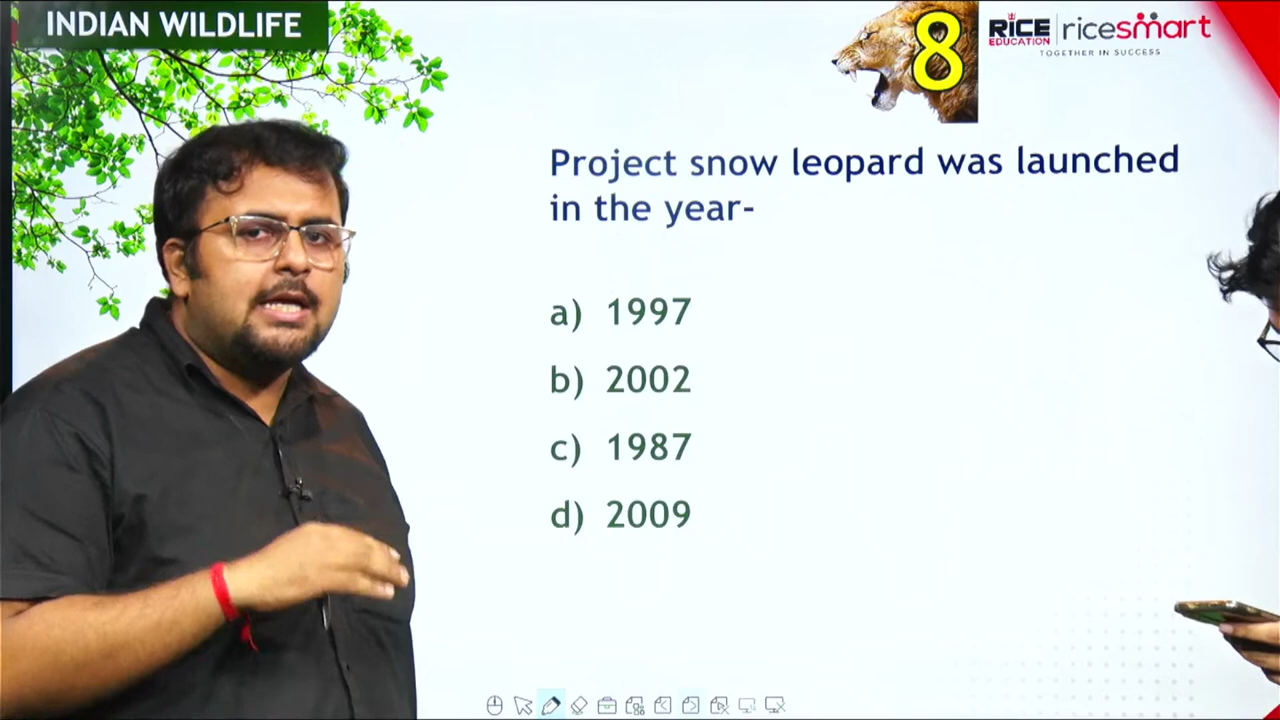 INDIAN WILDLIFE
8
RICE EDUCATION
ricesmart
TOGETHER IN SUCCESS
Project snow leopard was launched
in the year-
a) 1997
b) 2002
c) 1987
d) 2009